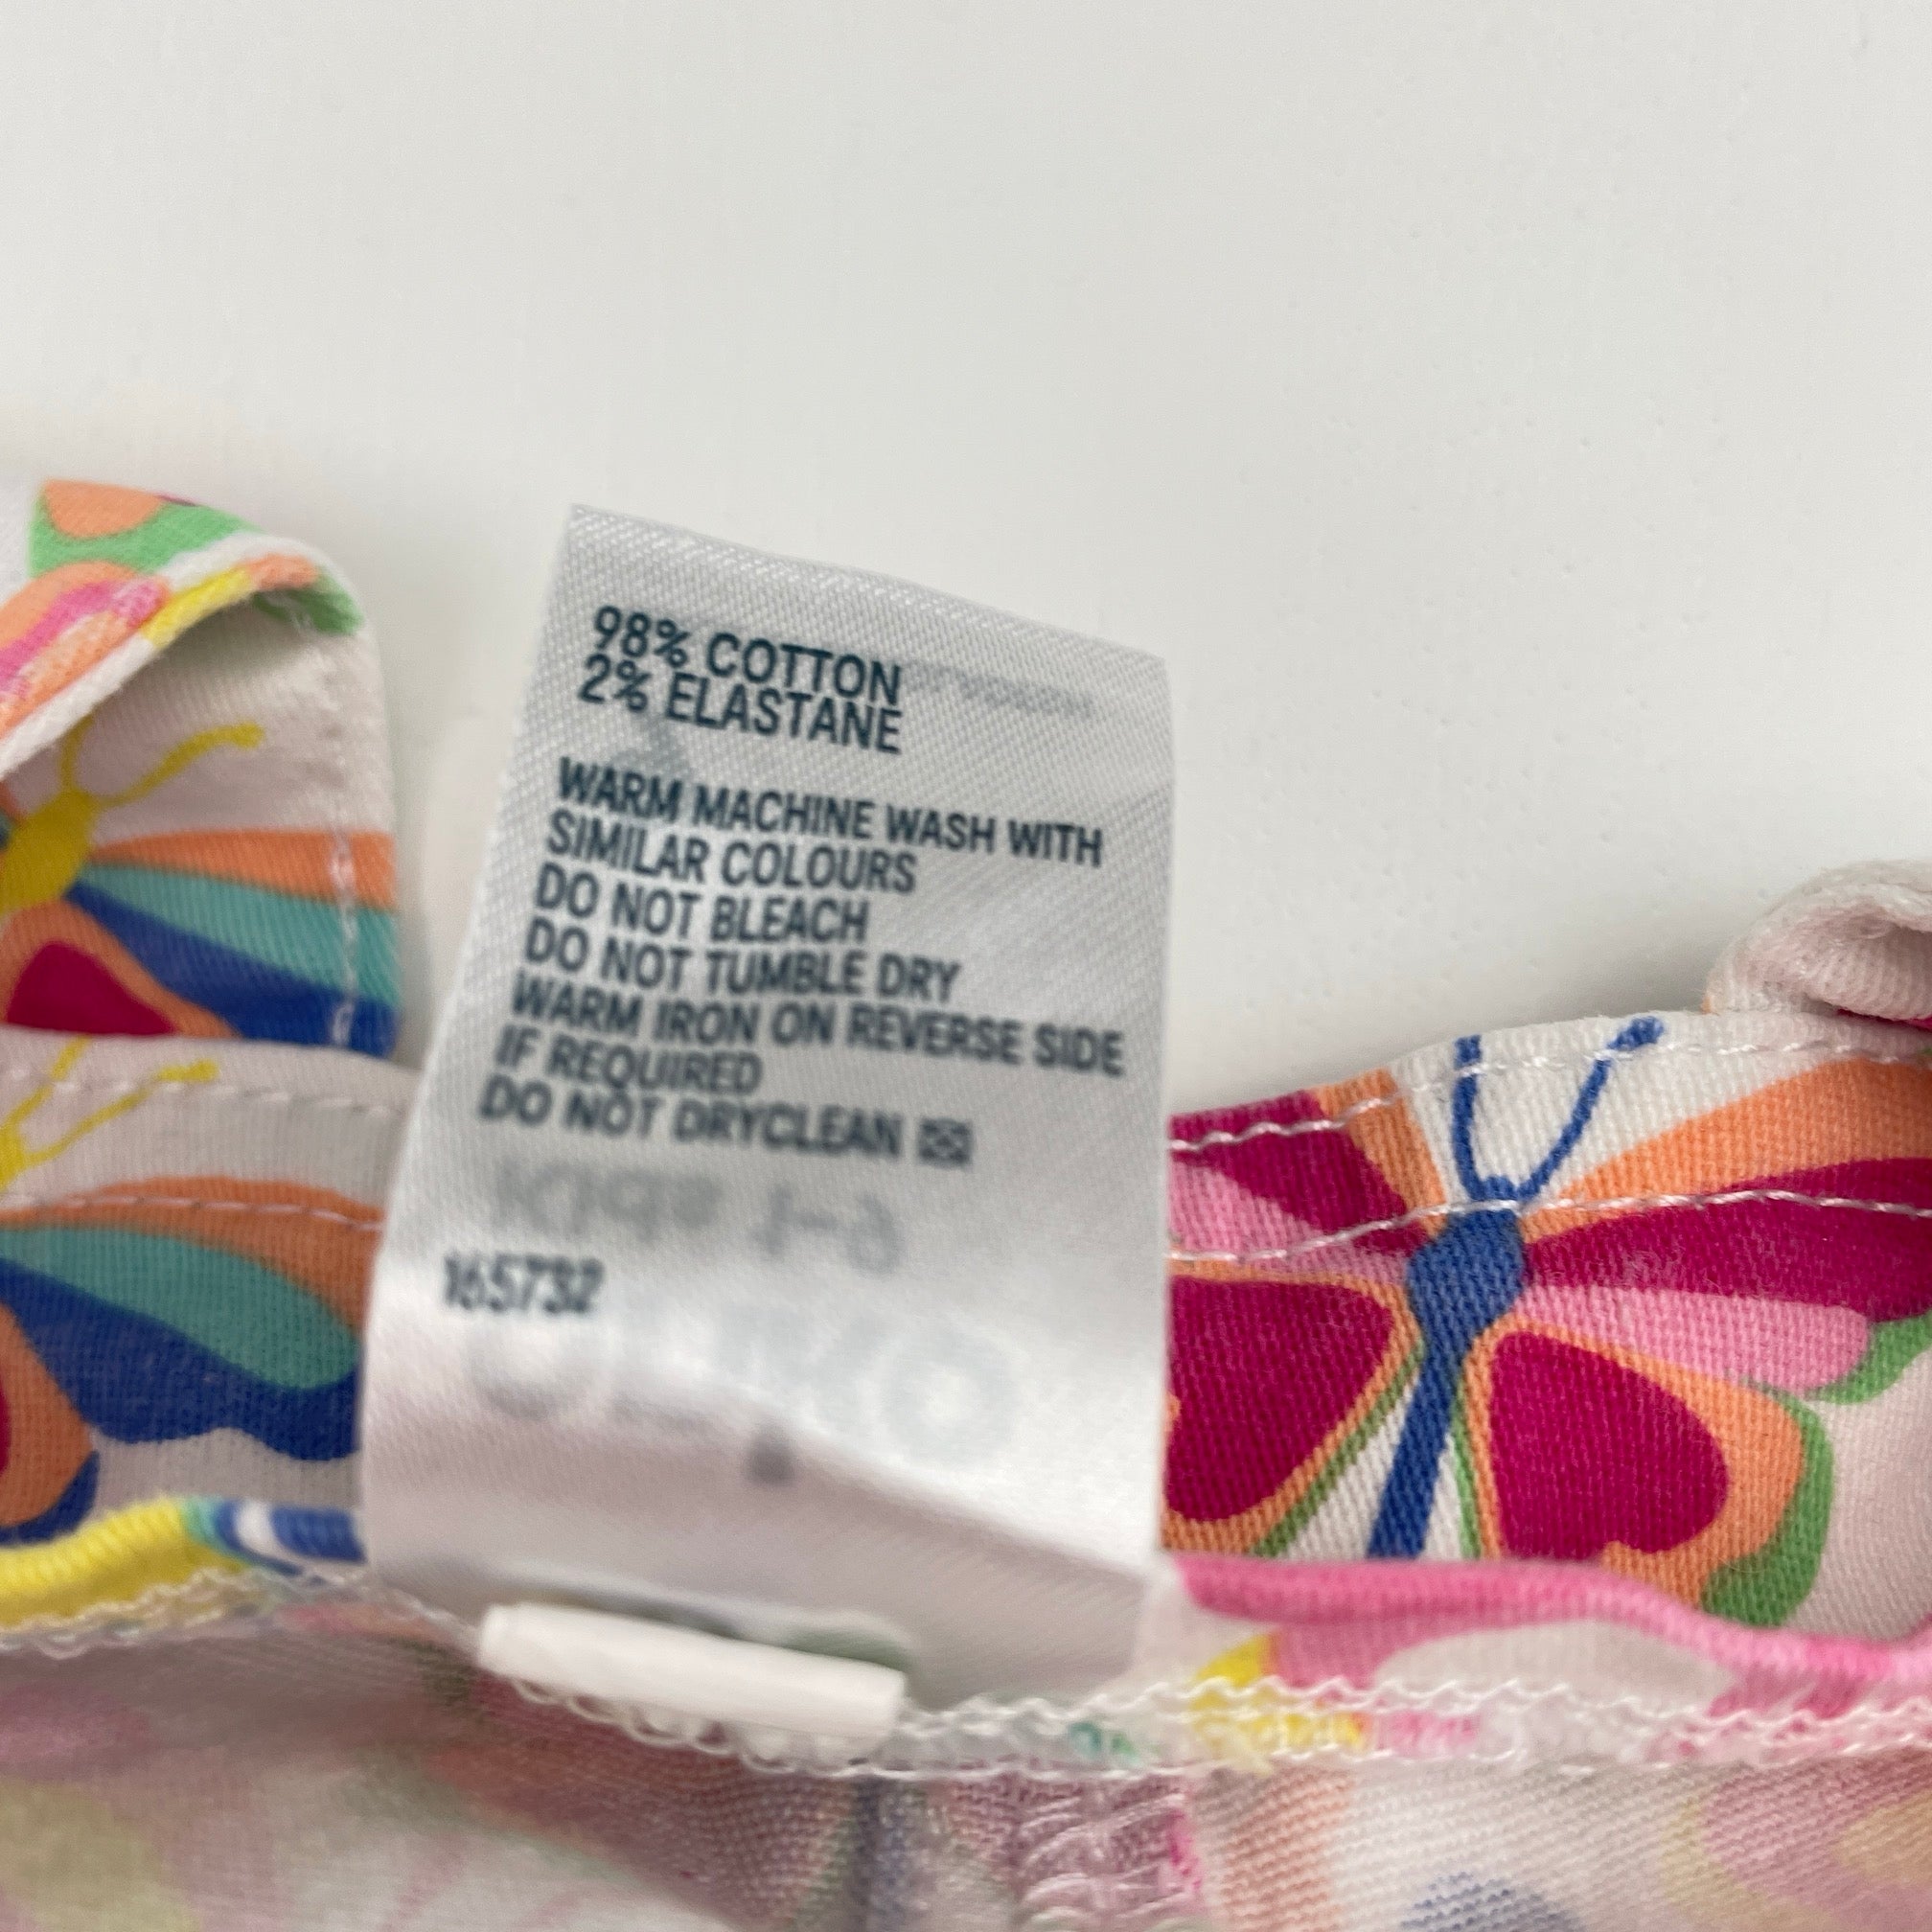 98% COTTON
2% ELASTANE
WARM MACHINE WASH WITH
SIMILAR COLOURS
DO NOT BLEACH
DO NOT TUMBLE DRY
WARM IRON ON REVERSE SIDE
IF REQUIRED
DO NOT DRYCLEAN
165732